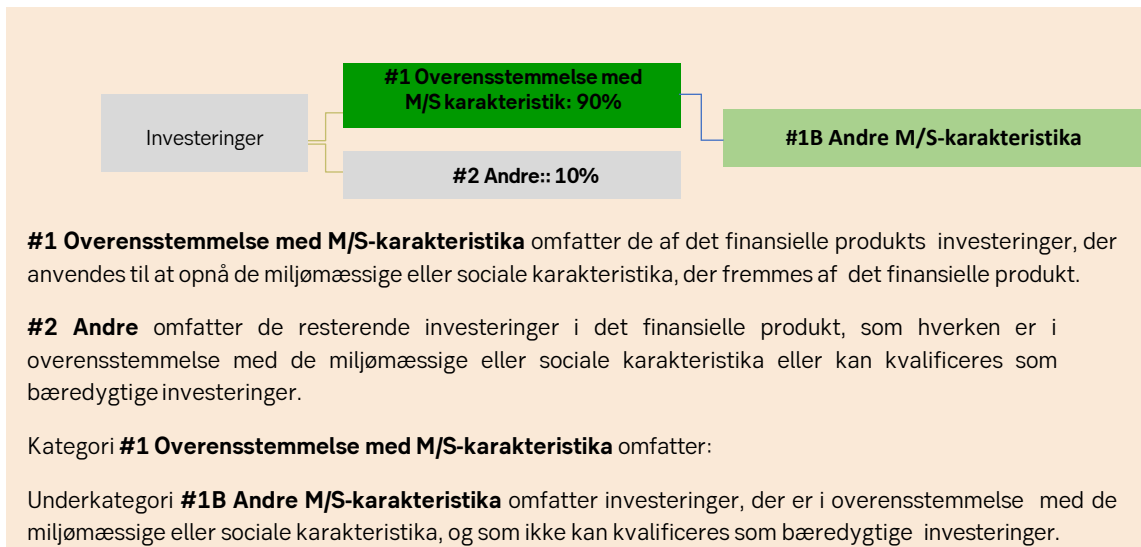 #1 Overensstemmelse med
M/S karakteristik: 90%
Investeringer
#1B Andre M/S-karakteristika
#2 Andre:: 10%
#1 Overensstemmelse med M/S-karakteristika omfatter de af det finansielle produkts investeringer, der
anvendes til at opnå de miljømæssige eller sociale karakteristika, der fremmes af det finansielle produkt.
#2 Andre omfatter de resterende investeringer i det finansielle produkt, som hverken er i
overensstemmelse med de miljømæssige eller sociale karakteristika eller kan kvalificeres som
bæredygtige investeringer.
Kategori #1 Overensstemmelse med M/S-karakteristika omfatter:
Underkategori #1B Andre M/S-karakteristika omfatter investeringer, der er i overensstemmelse med de
miljømæssige eller sociale karakteristika, og som ikke kan kvalificeres som bæredygtige investeringer.